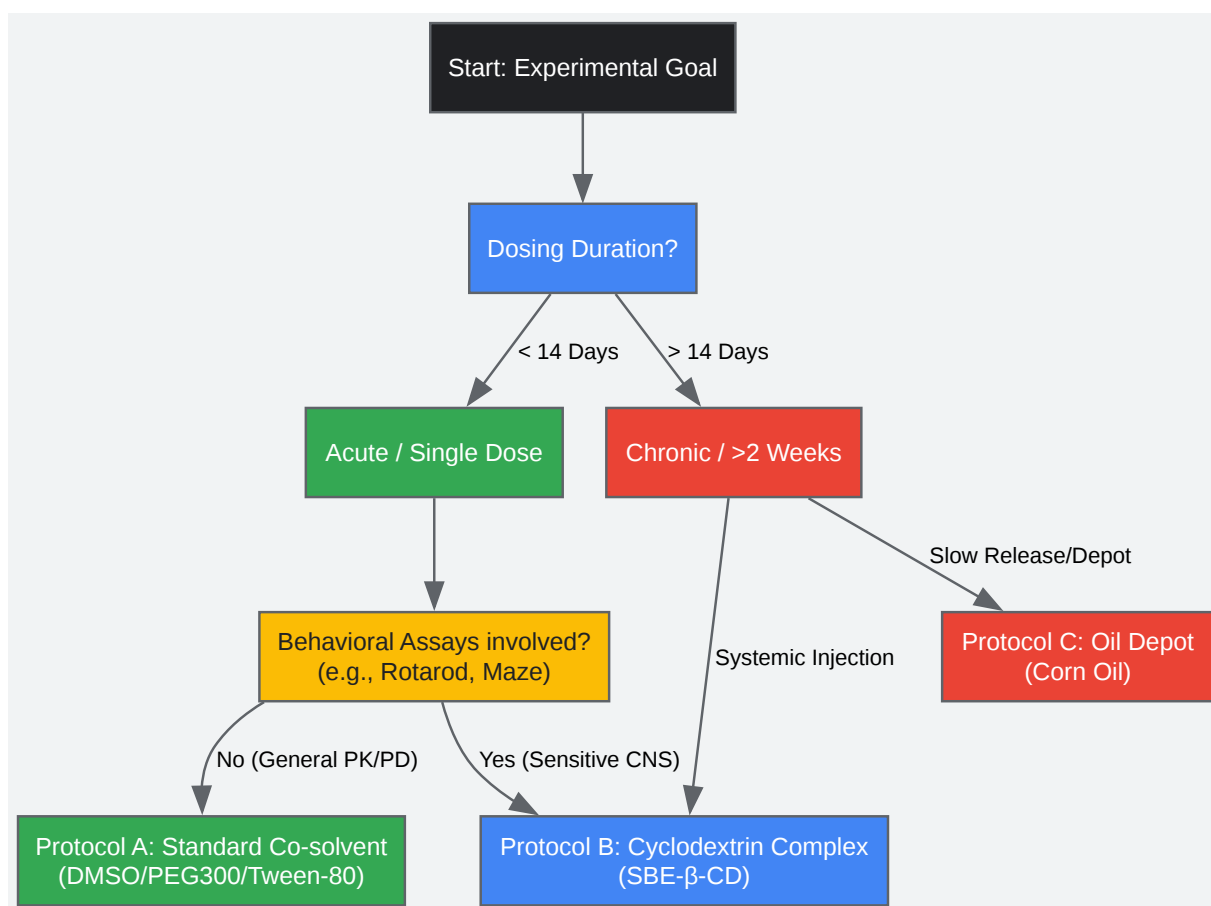 Start: Experimental Goal
Dosing Duration?
< 14 Days
> 14 Days
Acute / Single Dose
Chronic / >2 Weeks
Slow Release/Depot
Behavioral Assays involved?
(e.g., Rotarod, Maze)
Systemic Injection
Protocol C: Oil Depot
(Corn Oil)
No (General PK/PD)
Yes (Sensitive CNS)
Protocol A: Standard Co-solvent
(DMSO/PEG300/Tween-80)
Protocol B: Cyclodextrin Complex
(SBE-β-CD)